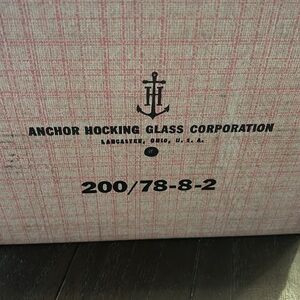 H
ANCHOR HOCKING GLASS CORPORATION
LANCASTER, OHIO, U. S. A.
200/78-8-2